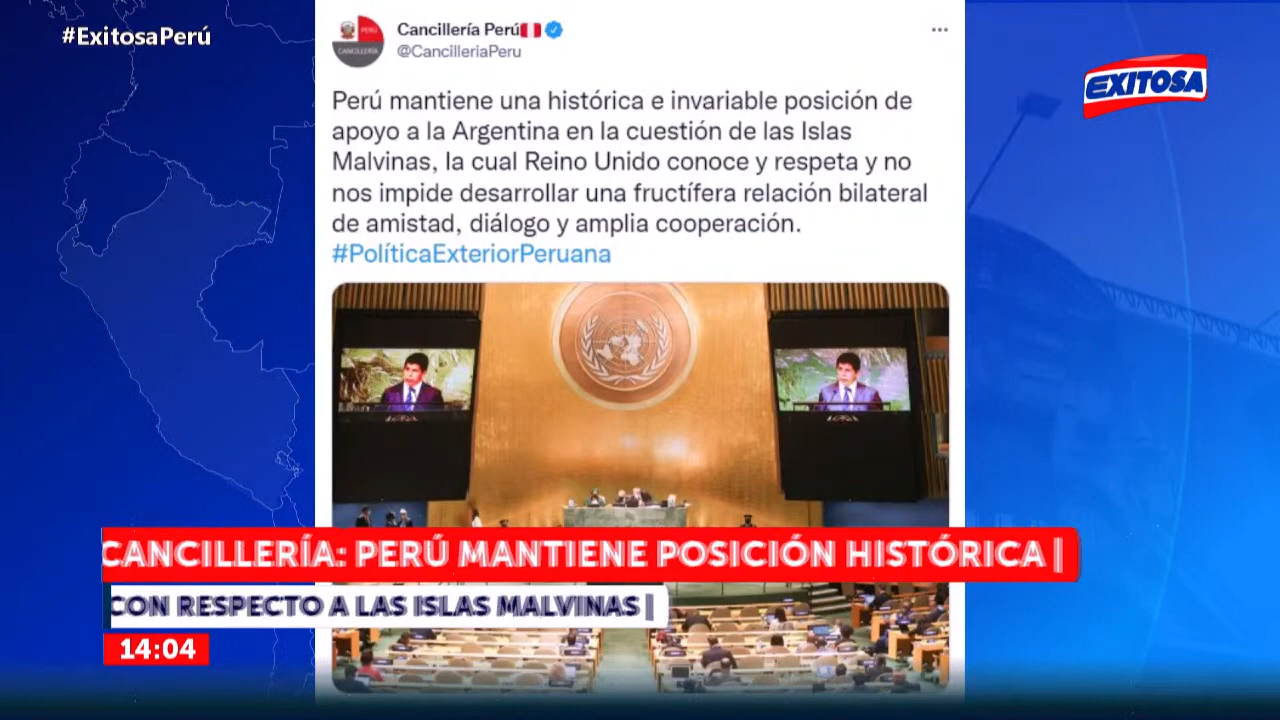 #ExitosaPerú
EXITOSA
PERÚ
CANCILLERÍA
Cancillería Perú
@CancilleriaPeru
Perú mantiene una histórica e invariable posición de
apoyo a la Argentina en la cuestión de las Islas
Malvinas, la cual Reino Unido conoce y respeta y no
nos impide desarrollar una fructífera relación bilateral
de amistad, diálogo y amplia cooperación.
#PolíticaExteriorPeruana
CANCILLERÍA: PERÚ MANTIENE POSICIÓN HISTÓRICA |
CON RESPECTO A LAS ISLAS MALVINAS |
14:04